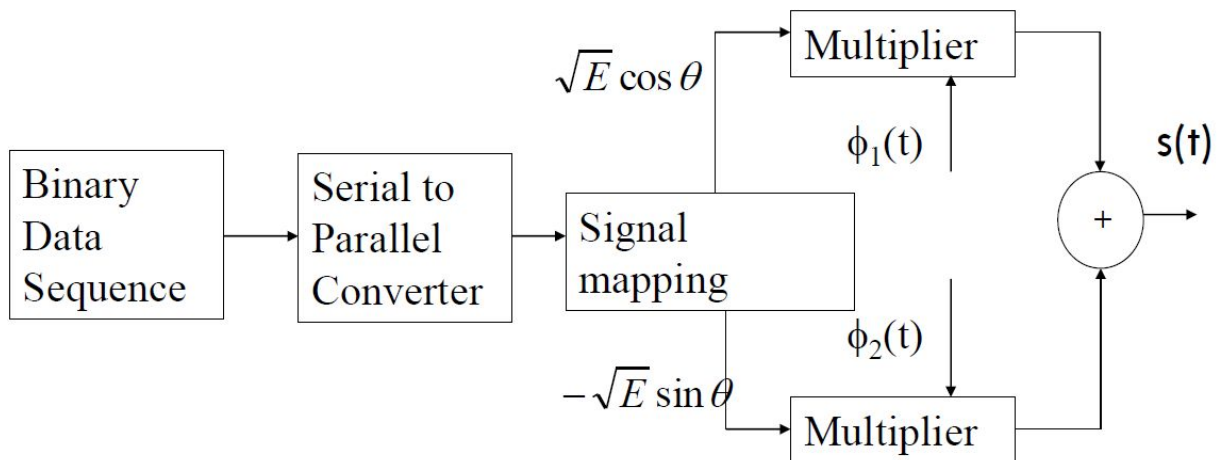 Binary
Data
Sequence
Serial to
Parallel
Converter
Signal
mapping
√E cos θ
−√E sin θ
Multiplier
ϕ₁(t)
ϕ₂(t)
Multiplier
+
s(t)